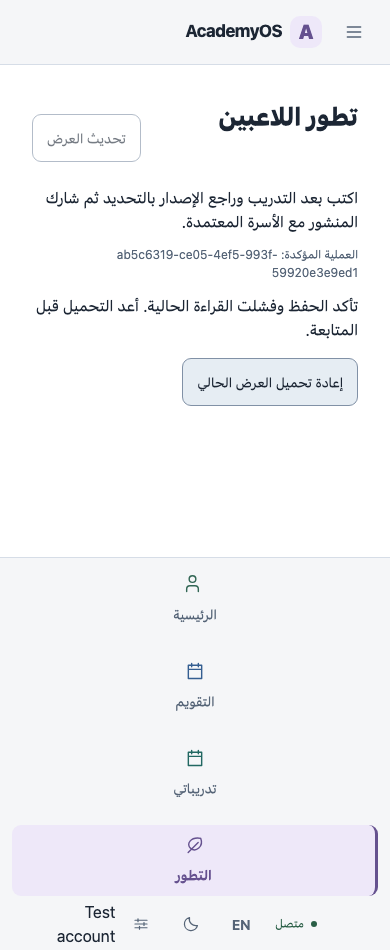 A AcademyOS
تطور اللاعبين
تحديث العرض
اكتب بعد التدريب وراجع الإصدار بالتحديد ثم شارك
المنشور مع الأسرة المعتمدة.
العملية المؤكدة: ab5c6319-ce05-4ef5-993f-
59920e3e9ed1
تأكد الحفظ وفشلت القراءة الحالية. أعد التحميل قبل
المتابعة.
إعادة تحميل العرض الحالي
الرئيسية
التقويم
تدريباتي
التطور
متصل
EN
Test
account